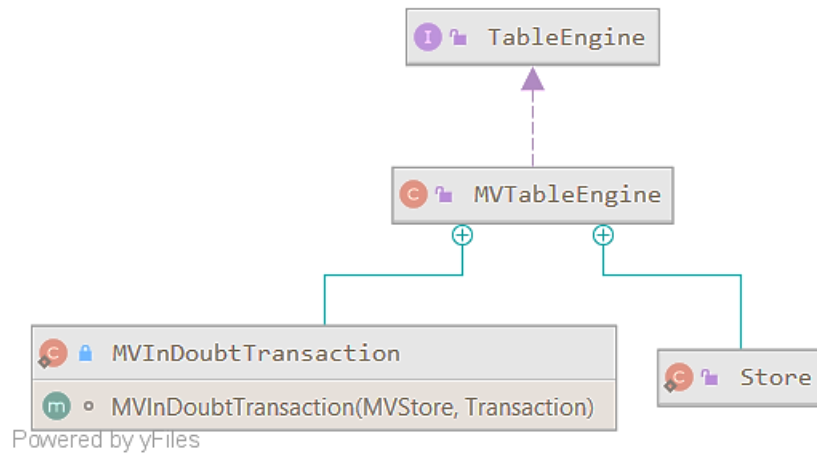 I TableEngine
C MVTableEngine
C MVInDoubtTransaction
m MVInDoubtTransaction(MVStore, Transaction)
C Store
Powered by yFiles